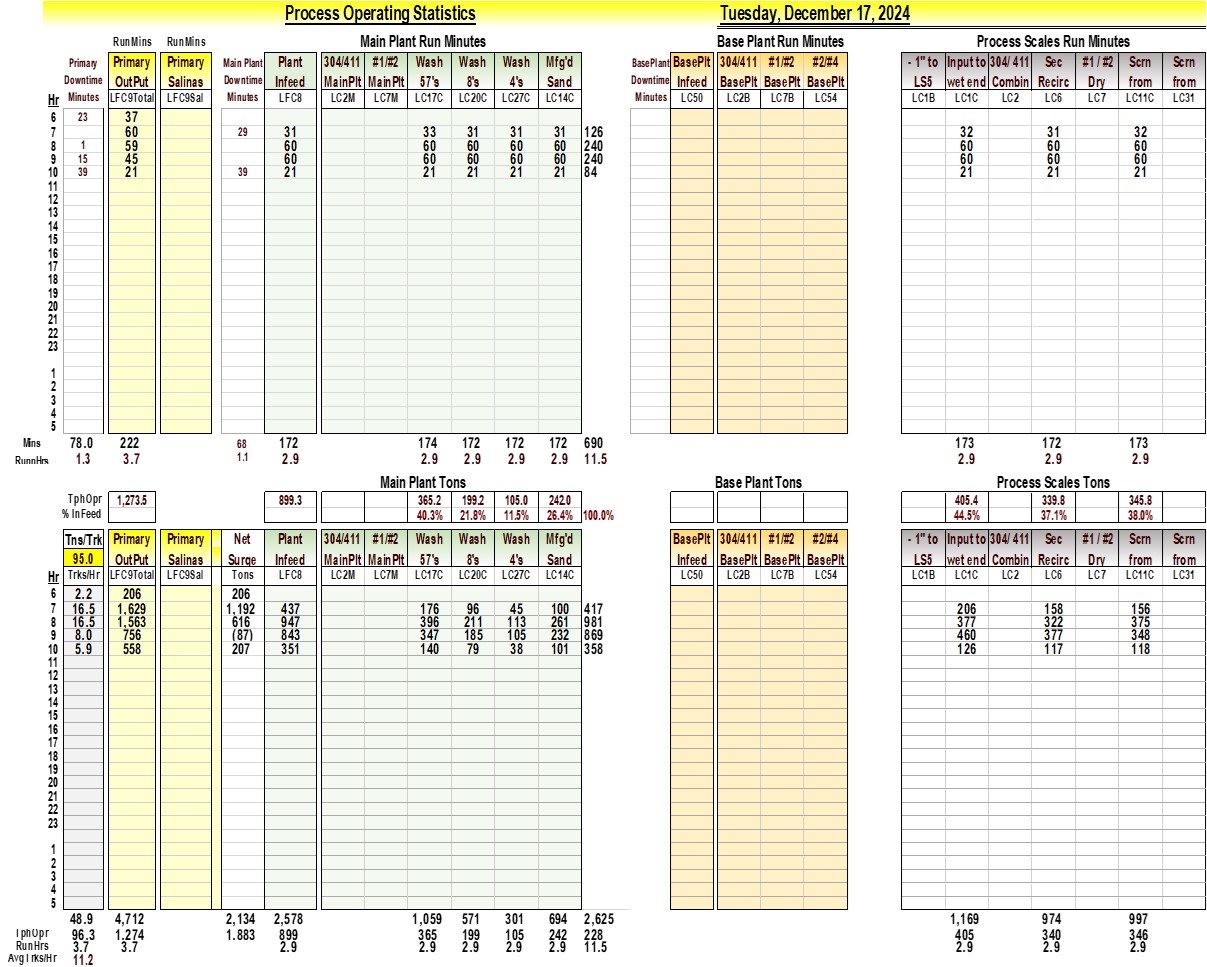 Process Operating Statistics Tuesday, December 17, 2024
RunMins RunMins Main Plant Run Minutes Base Plant Run Minutes Process Scales Run Minutes
Primary Primary Primary Main Plant Plant 304/411 #1/#2 Wash Wash Wash Mfg'd BasePlant BasePlt 304/411 #1/#2 #2/#4 - 1" to Input to 304/ 411 Sec #1 / #2 Scrn Scrn
Downtime OutPut Salinas Downtime Infeed MainPlt MainPlt 57's 8's 4's Sand Downtime Infeed BasePlt BasePlt BasePlt LS5 wet end Combin Recirc Dry from from
Hr Minutes LFC9Total LFC9Sal Minutes LFC8 LC2M LC7M LC17C LC20C LC27C LC14C Minutes LC50 LC2B LC7B LC54 LC1B LC1C LC2 LC6 LC7 LC11C LC31
6 23 37
7 60 29 31 33 31 31 31 126 32 31 32
8 1 59 60 60 60 60 60 240 60 60 60
9 15 45 60 60 60 60 60 240 60 60 60
10 39 21 39 21 21 21 21 21 84 21 21 21
11
12
13
14
15
16
17
18
19
20
21
22
23
1
2
3
4
5
Mins 78.0 222 68 172 174 172 172 172 690 173 172 173
RunnHrs 1.3 3.7 1.1 2.9 2.9 2.9 2.9 2.9 11.5 2.9 2.9 2.9
Main Plant Tons Base Plant Tons Process Scales Tons
TphOpr 1,273.5 899.3 365.2 199.2 105.0 242.0 405.4 339.8 345.8
% InFeed 40.3% 21.8% 11.5% 26.4% 100.0% 44.5% 37.1% 38.0%
Tns/Trk Primary Primary Net Plant 304/411 #1/#2 Wash Wash Wash Mfg'd BasePlt 304/411 #1/#2 #2/#4 - 1" to Input to 304/ 411 Sec #1 / #2 Scrn Scrn
95.0 OutPut Salinas Surge Infeed MainPlt MainPlt 57's 8's 4's Sand Infeed BasePlt BasePlt BasePlt LS5 wet end Combin Recirc Dry from from
Hr Trks/Hr LFC9Total LFC9Sal Tons LFC8 LC2M LC7M LC17C LC20C LC27C LC14C LC50 LC2B LC7B LC54 LC1B LC1C LC2 LC6 LC7 LC11C LC31
6 2.2 206 206
7 16.5 1,629 1,192 437 176 96 45 100 417 206 158 156
8 16.5 1,563 616 947 396 211 113 261 981 377 322 375
9 8.0 756 (87) 843 347 185 105 232 869 460 377 348
10 5.9 558 207 351 140 79 38 101 358 126 117 118
11
12
13
14
15
16
17
18
19
20
21
22
23
1
2
3
4
5
48.9 4,712 2,134 2,578 1,059 571 301 694 2,625 1,169 974 997
TphOpr 96.3 1,274 1,883 899 365 199 105 242 228 405 340 346
RunHrs 3.7 3.7 2.9 2.9 2.9 2.9 2.9 11.5 2.9 2.9 2.9
AvgTrks/Hr 11.2